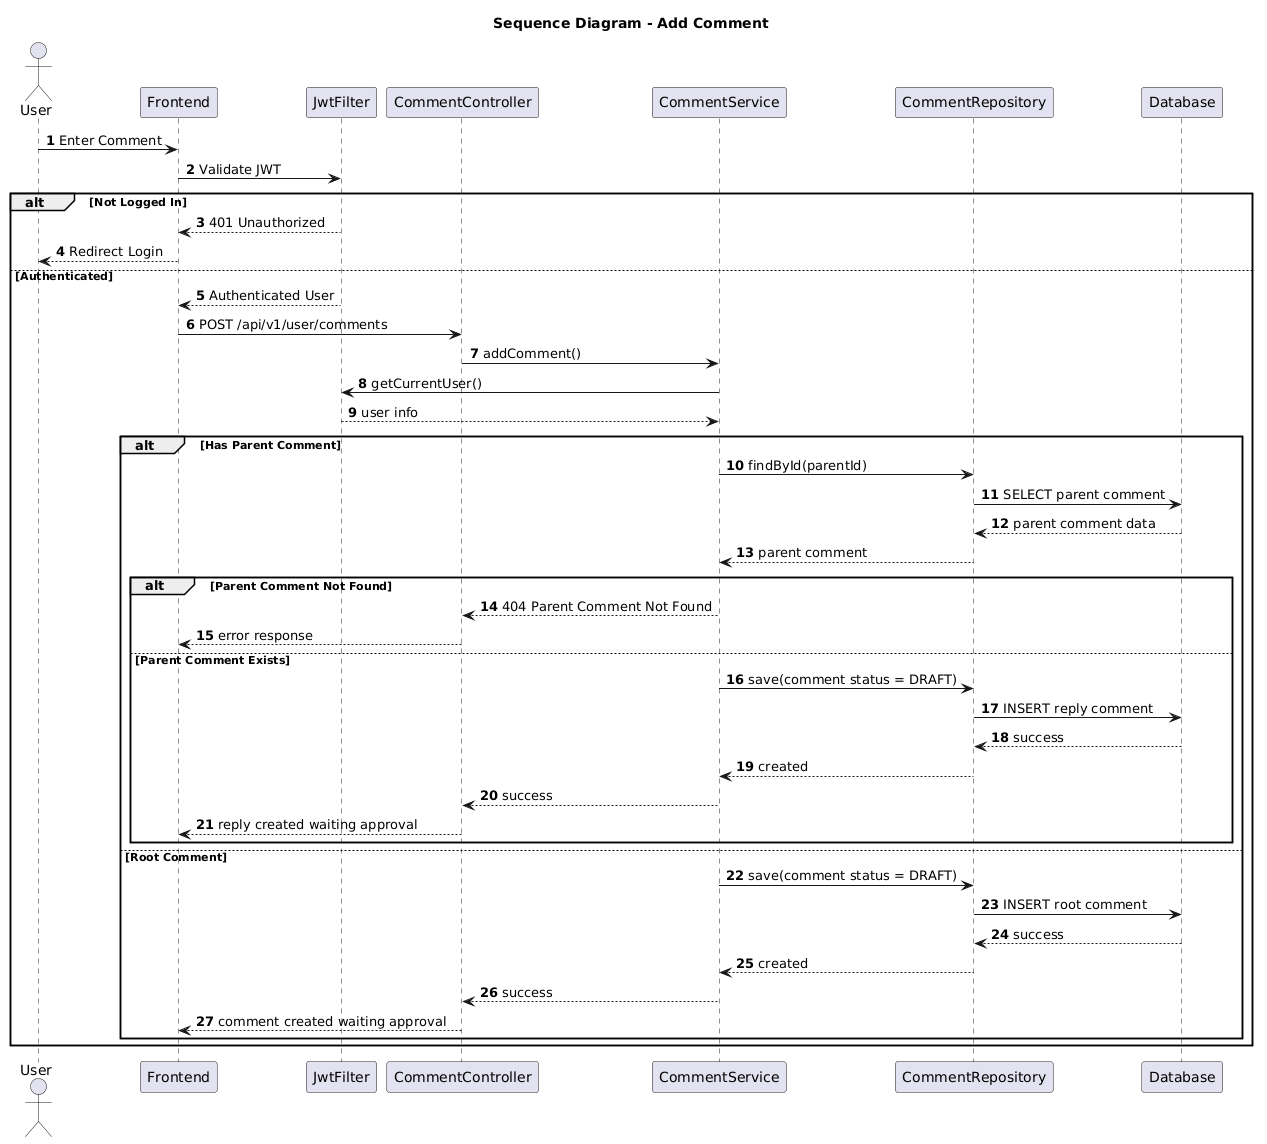 Sequence Diagram - Add Comment
User
Frontend
JwtFilter
CommentController
CommentService
CommentRepository
Database
1 Enter Comment
2 Validate JWT
alt [Not Logged In]
3 401 Unauthorized
4 Redirect Login
[Authenticated]
5 Authenticated User
6 POST /api/v1/user/comments
7 addComment()
8 getCurrentUser()
9 user info
alt [Has Parent Comment]
10 findById(parentId)
11 SELECT parent comment
12 parent comment data
13 parent comment
alt [Parent Comment Not Found]
14 404 Parent Comment Not Found
15 error response
[Parent Comment Exists]
16 save(comment status = DRAFT)
17 INSERT reply comment
18 success
19 created
20 success
21 reply created waiting approval
[Root Comment]
22 save(comment status = DRAFT)
23 INSERT root comment
24 success
25 created
26 success
27 comment created waiting approval
User
Frontend
JwtFilter
CommentController
CommentService
CommentRepository
Database